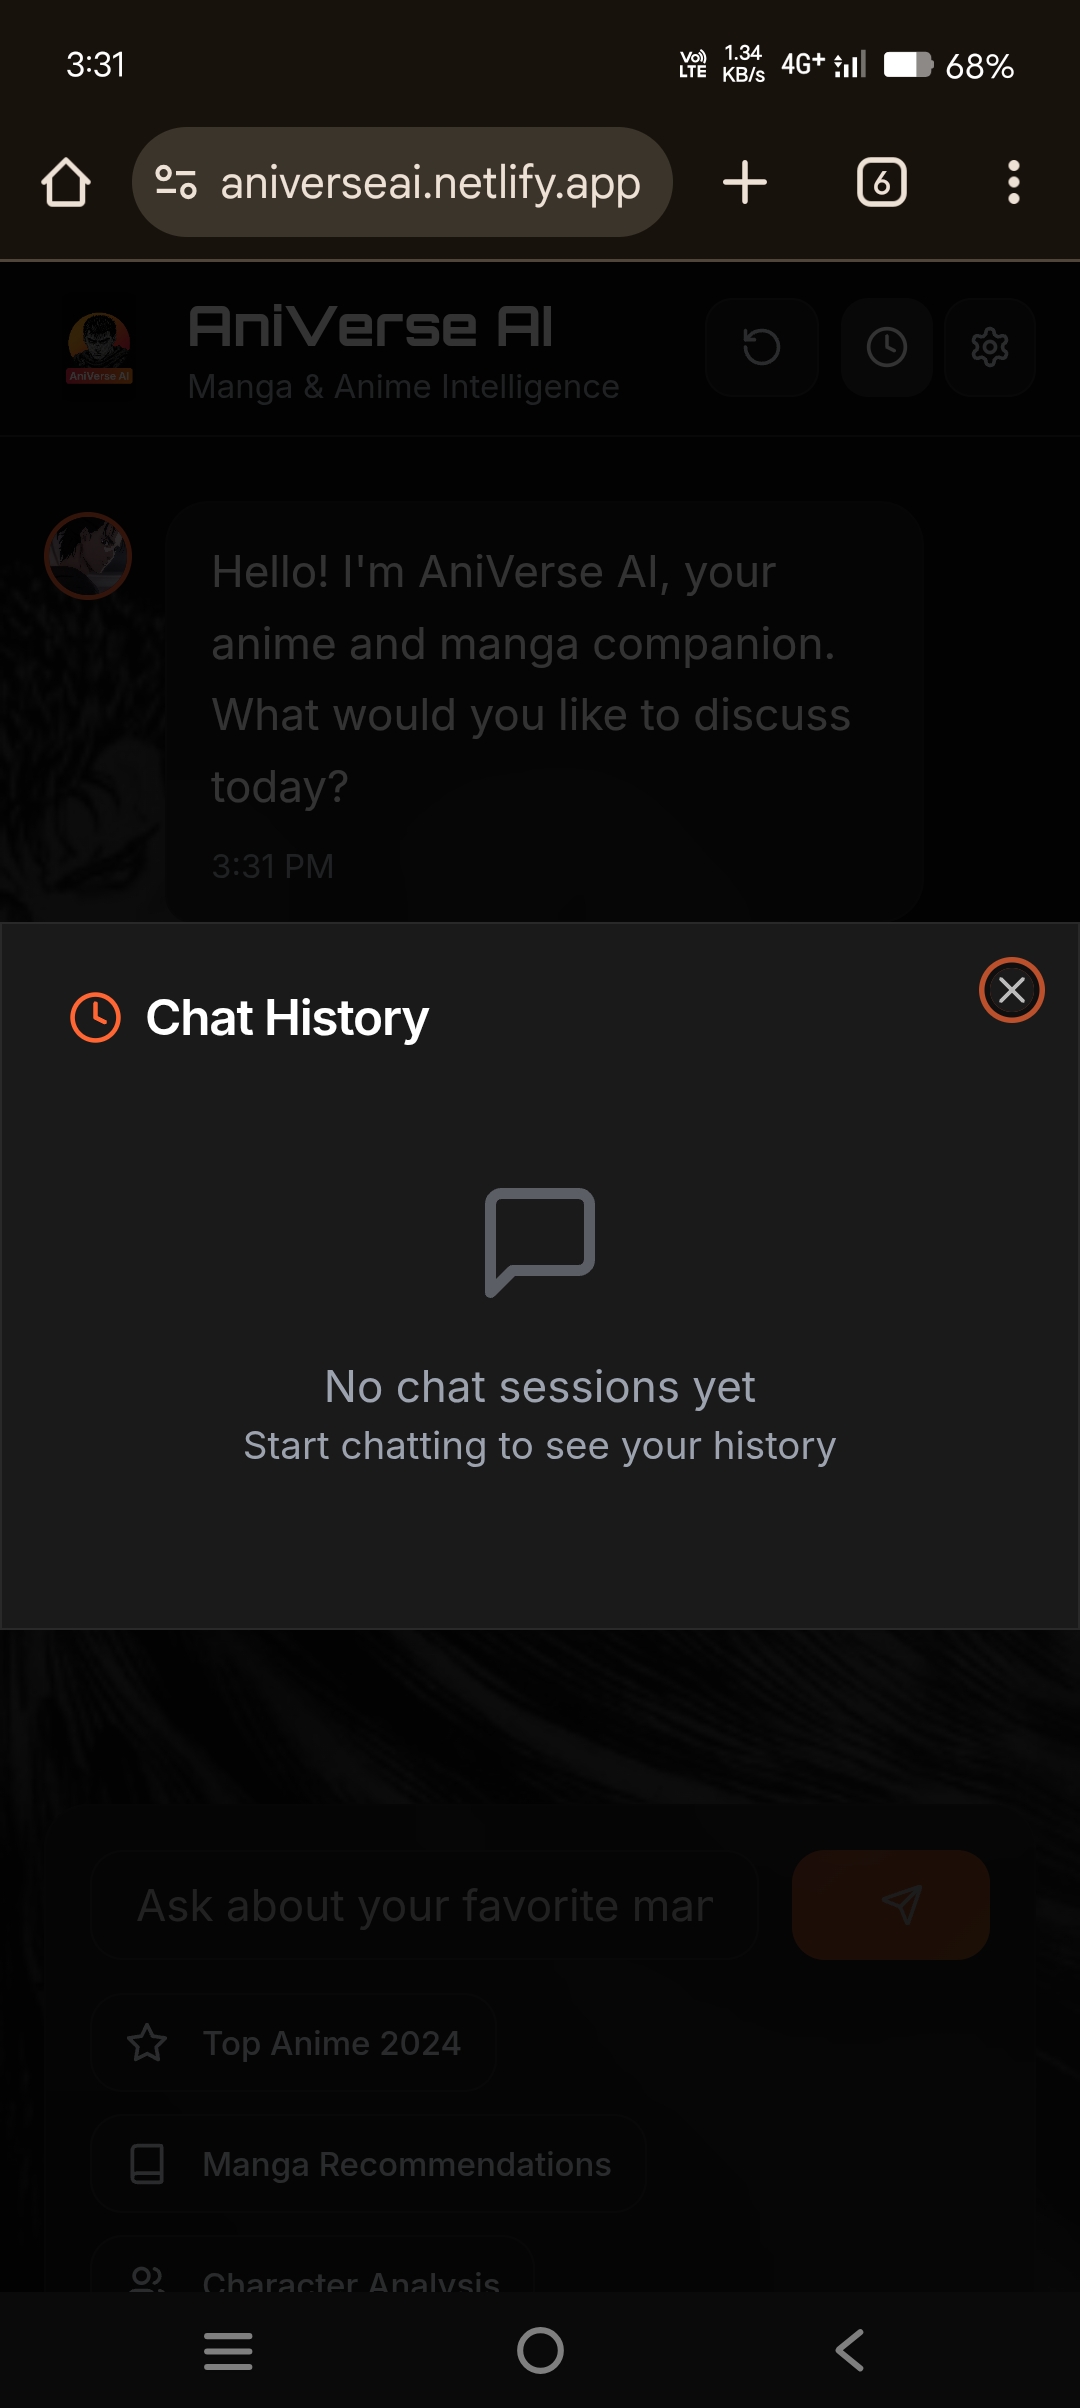 3:31
Vo) LTE 1.34 KB/s 4G+ 68%
aniverseai.netlify.app
6
AniVerse AI
AniVerse AI
Manga & Anime Intelligence
Hello! I'm AniVerse AI, your
anime and manga companion.
What would you like to discuss
today?
3:31 PM
Chat History
No chat sessions yet
Start chatting to see your history
Ask about your favorite mar
Top Anime 2024
Manga Recommendations
Character Analysis